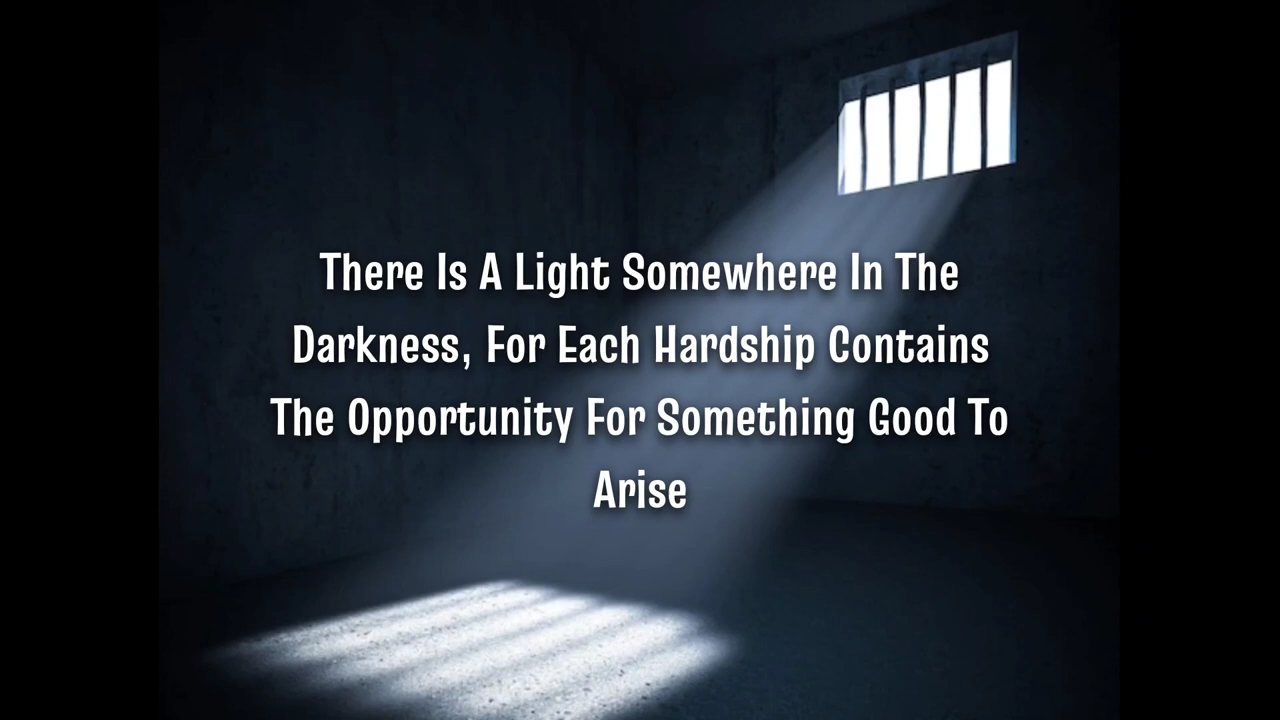 There Is A Light Somewhere In The
Darkness, For Each Hardship Contains
The Opportunity For Something Good To
Arise